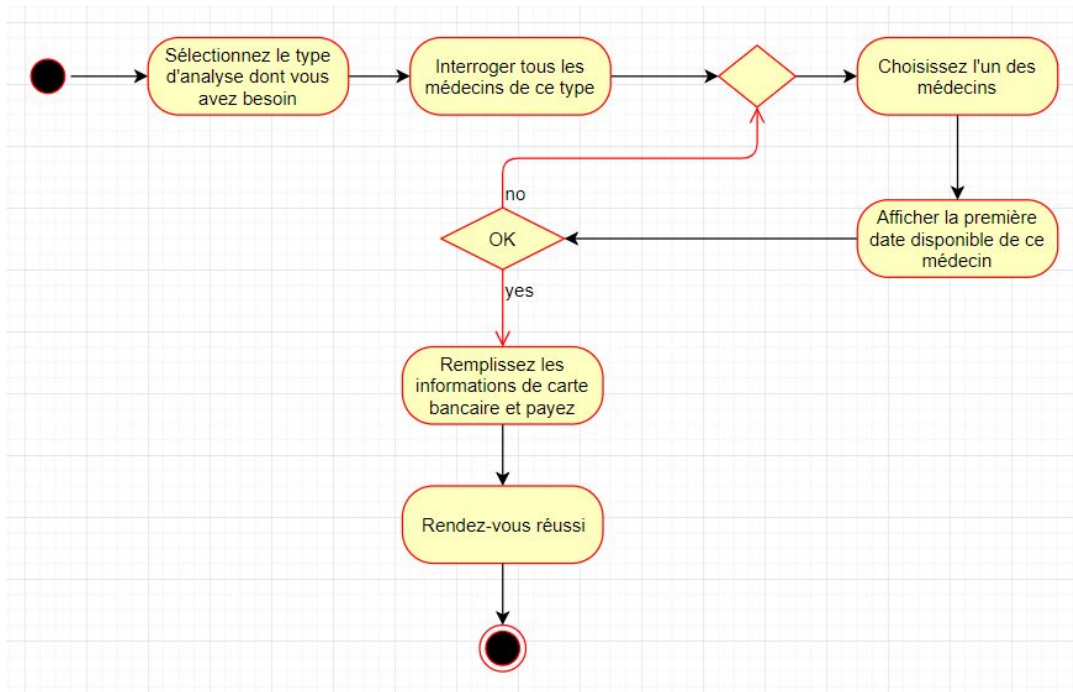 Sélectionnez le type
d'analyse dont vous
avez besoin
Interroger tous les
médecins de ce type
Choisissez l'un des
médecins
Afficher la première
date disponible de ce
médecin
no
OK
yes
Remplissez les
informations de carte
bancaire et payez
Rendez-vous réussi